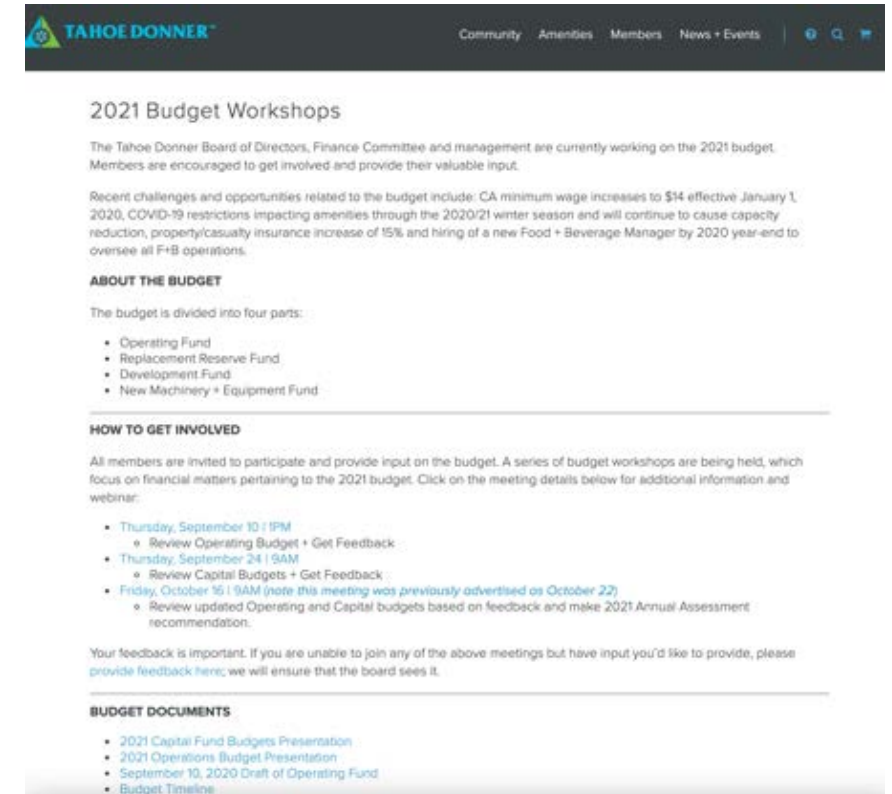 TAHOE DONNER
Community Amenities Members News + Events
2021 Budget Workshops
The Tahoe Donner Board of Directors, Finance Committee and management are currently working on the 2021 budget.
Members are encouraged to get involved and provide their valuable input.
Recent challenges and opportunities related to the budget include: CA minimum wage increases to $14 effective January 1,
2020, COVID-19 restrictions impacting amenities through the 2020/21 winter season and will continue to cause capacity
reduction, property/casualty insurance increase of 15% and hiring of a new Food + Beverage Manager by 2020 year-end to
oversee all F+B operations.
ABOUT THE BUDGET
The budget is divided into four parts:
• Operating Fund
• Replacement Reserve Fund
• Development Fund
• New Machinery + Equipment Fund
HOW TO GET INVOLVED
All members are invited to participate and provide input on the budget. A series of budget workshops are being held, which
focus on financial matters pertaining to the 2021 budget. Click on the meeting details below for additional information and
webinar:
• Thursday, September 10 | 1PM
Review Operating Budget + Get Feedback
• Thursday, September 24 | 9AM
Review Capital Budgets + Get Feedback
• Friday, October 16 | 9AM (note this meeting was previously advertised as October 22)
Review updated Operating and Capital budgets based on feedback and make 2021 Annual Assessment
recommendation.
Your feedback is important. If you are unable to join any of the above meetings but have input you'd like to provide, please
provide feedback here; we will ensure that the board sees it.
BUDGET DOCUMENTS
• 2021 Capital Fund Budgets Presentation
• 2021 Operations Budget Presentation
• September 10, 2020 Draft of Operating Fund
• Budget Timeline